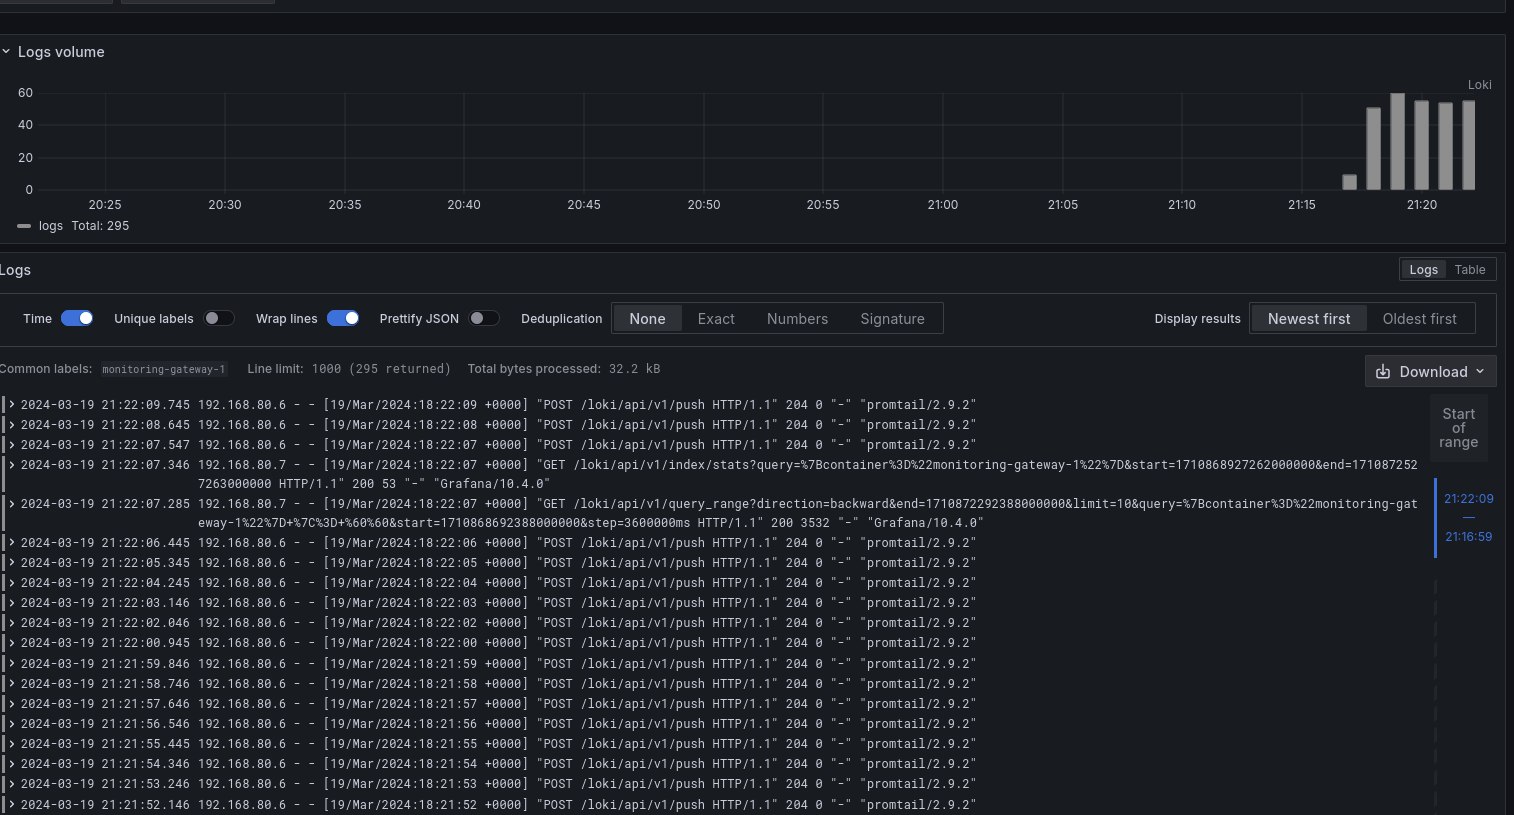 Logs volume
Loki
60
40
20
0
20:25 20:30 20:35 20:40 20:45 20:50 20:55 21:00 21:05 21:10 21:15 21:20
logs Total: 295
Logs
Logs Table
Time Unique labels Wrap lines Prettify JSON Deduplication None Exact Numbers Signature Display results Newest first Oldest first
Common labels: monitoring-gateway-1 Line limit: 1000 (295 returned) Total bytes processed: 32.2 kB
Download
2024-03-19 21:22:09.745 192.168.80.6 - - [19/Mar/2024:18:22:09 +0000] "POST /loki/api/v1/push HTTP/1.1" 204 0 "-" "promtail/2.9.2"
2024-03-19 21:22:08.645 192.168.80.6 - - [19/Mar/2024:18:22:08 +0000] "POST /loki/api/v1/push HTTP/1.1" 204 0 "-" "promtail/2.9.2"
2024-03-19 21:22:07.547 192.168.80.6 - - [19/Mar/2024:18:22:07 +0000] "POST /loki/api/v1/push HTTP/1.1" 204 0 "-" "promtail/2.9.2"
2024-03-19 21:22:07.346 192.168.80.7 - - [19/Mar/2024:18:22:07 +0000] "GET /loki/api/v1/index/stats?query=%7Bcontainer%3D%22monitoring-gateway-1%22%7D&start=1710868927262000000&end=171087252
7263000000 HTTP/1.1" 200 53 "-" "Grafana/10.4.0"
2024-03-19 21:22:07.285 192.168.80.7 - - [19/Mar/2024:18:22:07 +0000] "GET /loki/api/v1/query_range?direction=backward&end=1710872292388000000&limit=10&query=%7Bcontainer%3D%22monitoring-gat
eway-1%22%7D+%7C%3D+%60%60&start=1710868692388000000&step=3600000ms HTTP/1.1" 200 3532 "-" "Grafana/10.4.0"
2024-03-19 21:22:06.445 192.168.80.6 - - [19/Mar/2024:18:22:06 +0000] "POST /loki/api/v1/push HTTP/1.1" 204 0 "-" "promtail/2.9.2"
2024-03-19 21:22:05.345 192.168.80.6 - - [19/Mar/2024:18:22:05 +0000] "POST /loki/api/v1/push HTTP/1.1" 204 0 "-" "promtail/2.9.2"
2024-03-19 21:22:04.245 192.168.80.6 - - [19/Mar/2024:18:22:04 +0000] "POST /loki/api/v1/push HTTP/1.1" 204 0 "-" "promtail/2.9.2"
2024-03-19 21:22:03.146 192.168.80.6 - - [19/Mar/2024:18:22:03 +0000] "POST /loki/api/v1/push HTTP/1.1" 204 0 "-" "promtail/2.9.2"
2024-03-19 21:22:02.046 192.168.80.6 - - [19/Mar/2024:18:22:02 +0000] "POST /loki/api/v1/push HTTP/1.1" 204 0 "-" "promtail/2.9.2"
2024-03-19 21:22:00.945 192.168.80.6 - - [19/Mar/2024:18:22:00 +0000] "POST /loki/api/v1/push HTTP/1.1" 204 0 "-" "promtail/2.9.2"
2024-03-19 21:21:59.846 192.168.80.6 - - [19/Mar/2024:18:21:59 +0000] "POST /loki/api/v1/push HTTP/1.1" 204 0 "-" "promtail/2.9.2"
2024-03-19 21:21:58.746 192.168.80.6 - - [19/Mar/2024:18:21:58 +0000] "POST /loki/api/v1/push HTTP/1.1" 204 0 "-" "promtail/2.9.2"
2024-03-19 21:21:57.646 192.168.80.6 - - [19/Mar/2024:18:21:57 +0000] "POST /loki/api/v1/push HTTP/1.1" 204 0 "-" "promtail/2.9.2"
2024-03-19 21:21:56.546 192.168.80.6 - - [19/Mar/2024:18:21:56 +0000] "POST /loki/api/v1/push HTTP/1.1" 204 0 "-" "promtail/2.9.2"
2024-03-19 21:21:55.445 192.168.80.6 - - [19/Mar/2024:18:21:55 +0000] "POST /loki/api/v1/push HTTP/1.1" 204 0 "-" "promtail/2.9.2"
2024-03-19 21:21:54.346 192.168.80.6 - - [19/Mar/2024:18:21:54 +0000] "POST /loki/api/v1/push HTTP/1.1" 204 0 "-" "promtail/2.9.2"
2024-03-19 21:21:53.246 192.168.80.6 - - [19/Mar/2024:18:21:53 +0000] "POST /loki/api/v1/push HTTP/1.1" 204 0 "-" "promtail/2.9.2"
2024-03-19 21:21:52.146 192.168.80.6 - - [19/Mar/2024:18:21:52 +0000] "POST /loki/api/v1/push HTTP/1.1" 204 0 "-" "promtail/2.9.2"
Start
of
range
21:22:09
—
21:16:59